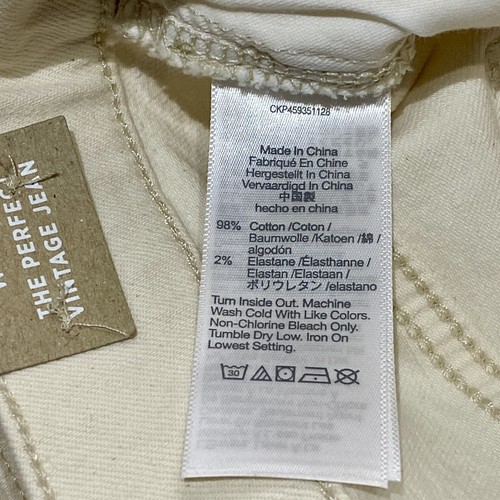 THE PERFEC
VINTAGE JEAN
CKP459351128
Made In China
Fabriqué En Chine
Hergestellt In China
Vervaardigd In China
中国製
hecho en china
98% Cotton /Coton /
Baumwolle /Katoen /綿 /
algodón
2% Elastane /Élasthanne /
Elastan /Elastaan /
ポリウレタン /elastano
Turn Inside Out. Machine
Wash Cold With Like Colors.
Non-Chlorine Bleach Only.
Tumble Dry Low. Iron On
Lowest Setting.
30